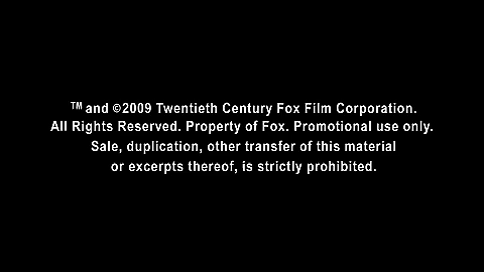 TM and ©2009 Twentieth Century Fox Film Corporation.
All Rights Reserved. Property of Fox. Promotional use only.
Sale, duplication, other transfer of this material
or excerpts thereof, is strictly prohibited.